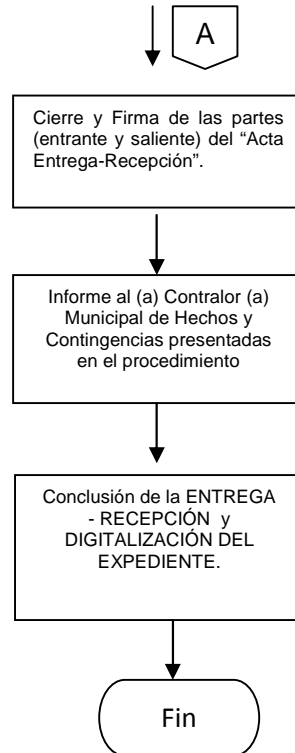 A
Cierre y Firma de las partes
(entrante y saliente) del “Acta
Entrega-Recepción”.
Informe al (a) Contralor (a)
Municipal de Hechos y
Contingencias presentadas
en el procedimiento
Conclusión de la ENTREGA
- RECEPCIÓN y
DIGITALIZACIÓN DEL
EXPEDIENTE.
Fin